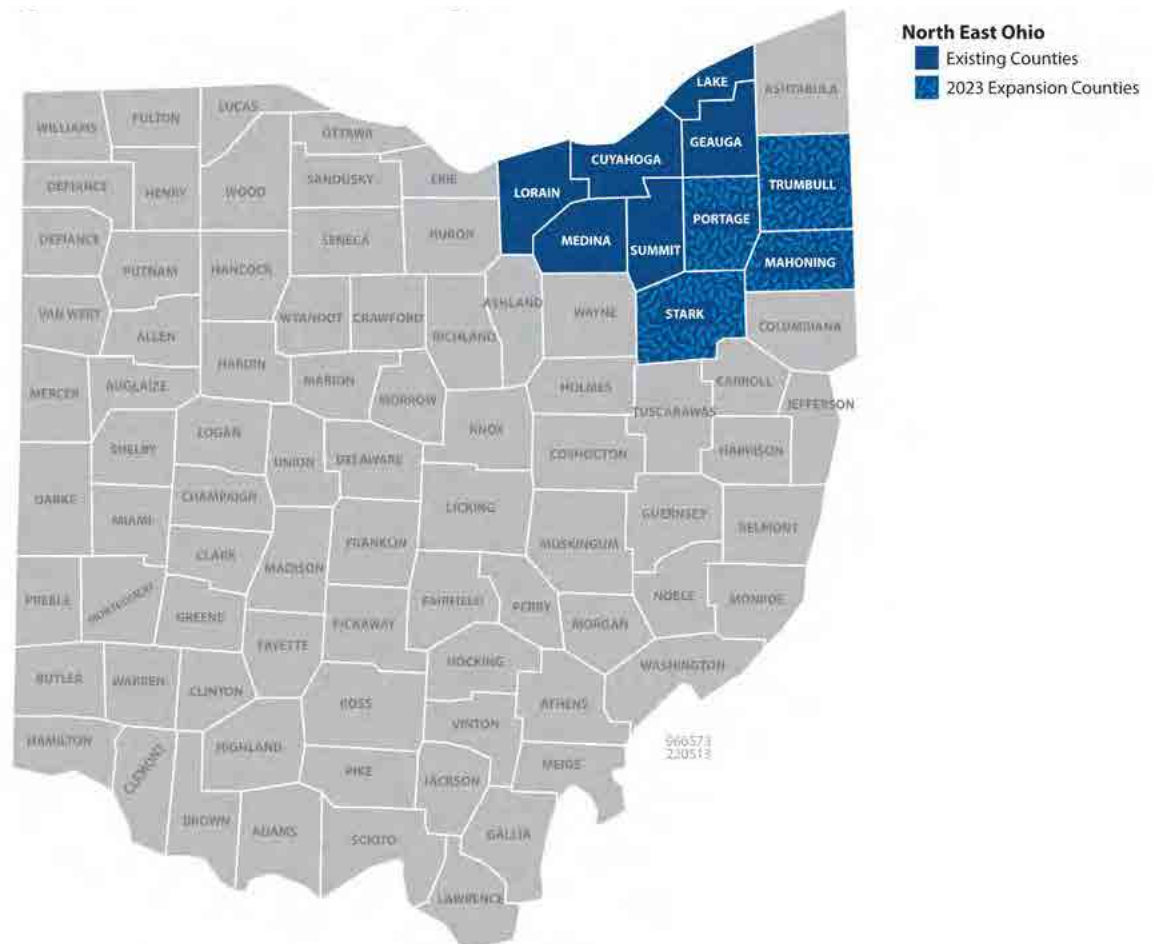 North East Ohio
Existing Counties
2023 Expansion Counties
LAKE
ASHTABULA
LUCAS
FULTON
WILLIAMS
OTTAWA
GEAUGA
CUYAHOGA
ERIE
SANDUSKY
DEFIANCE
HENRY
WOOD
LORAIN
TRUMBULL
PORTAGE
DEFIANCE
SENECA
HURON
MEDINA
SUMMIT
MAHONING
PUTNAM
HANCOCK
VAN WERT
ASHLAND
WAYNE
STARK
WYANDOT
CRAWFORD
COLUMBIANA
ALLEN
RICHLAND
HARDIN
MERCER
AUGLAIZE
MARION
MORROW
HOLMES
CARROLL
JEFFERSON
TUSCARAWAS
LOGAN
KNOX
SHELBY
UNION
DELAWARE
COSHOCTON
HARRISON
DARKE
CHAMPAIGN
LICKING
GUERNSEY
BELMONT
MIAMI
CLARK
FRANKLIN
MUSKINGUM
MADISON
PREBLE
MONTGOMERY
GREENE
FAIRFIELD
PERRY
NOBLE
MONROE
PICKAWAY
MORGAN
FAYETTE
HOCKING
WASHINGTON
BUTLER
WARREN
CLINTON
ROSS
ATHENS
VINTON
HAMILTON
HIGHLAND
CLEMONT
PIKE
JACKSON
MEIGS
BROWN
ADAMS
SCIOTO
GALLIA
LAWRENCE